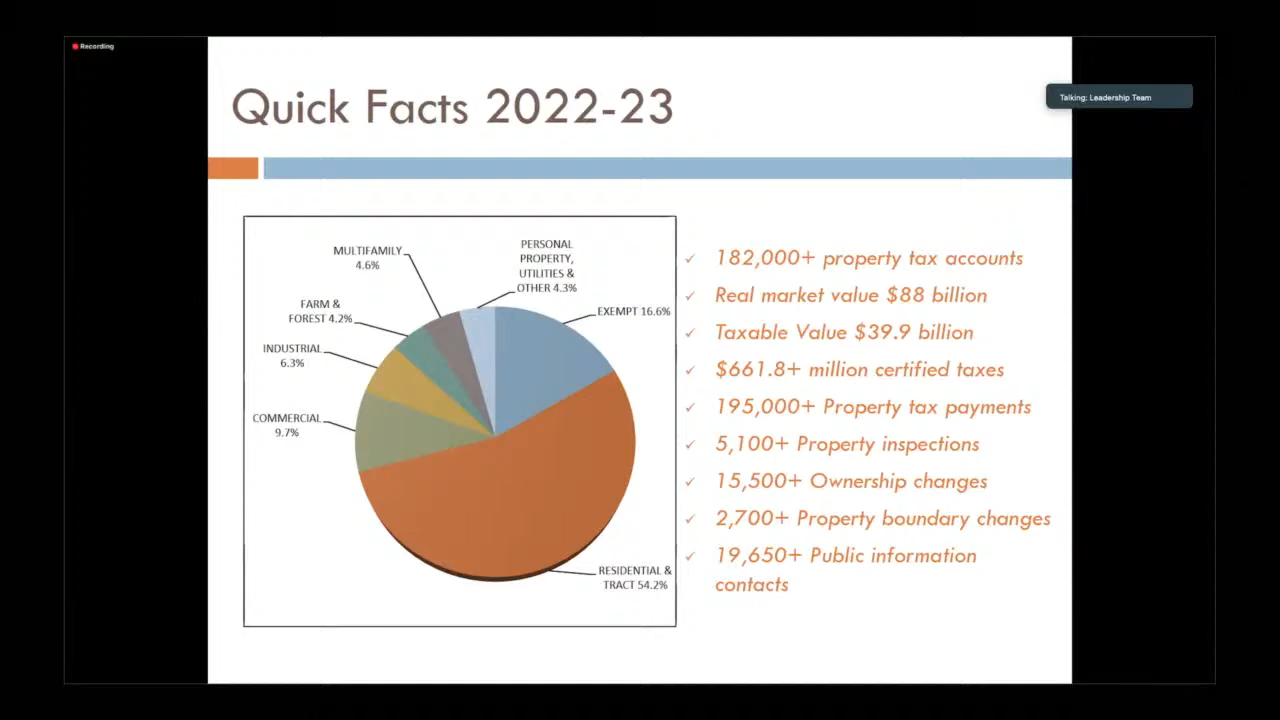 Recording
Talking: Leadership Team
Quick Facts 2022-23
MULTIFAMILY
4.6%
PERSONAL
PROPERTY,
UTILITIES &
OTHER 4.3%
FARM &
FOREST 4.2%
EXEMPT 16.6%
INDUSTRIAL
6.3%
COMMERCIAL
9.7%
RESIDENTIAL &
TRACT 54.2%
182,000+ property tax accounts
Real market value $88 billion
Taxable Value $39.9 billion
$661.8+ million certified taxes
195,000+ Property tax payments
5,100+ Property inspections
15,500+ Ownership changes
2,700+ Property boundary changes
19,650+ Public information
contacts